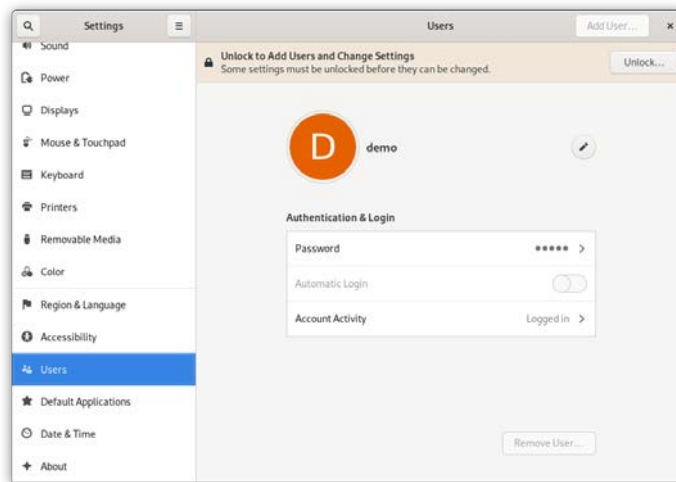 Settings
Users
Add User...
Sound
Power
Displays
Mouse & Touchpad
Keyboard
Printers
Removable Media
Color
Region & Language
Accessibility
Users
Default Applications
Date & Time
About
Unlock to Add Users and Change Settings
Some settings must be unlocked before they can be changed.
Unlock...
D
demo
Authentication & Login
Password
Automatic Login
Account Activity
Logged in
Remove User...